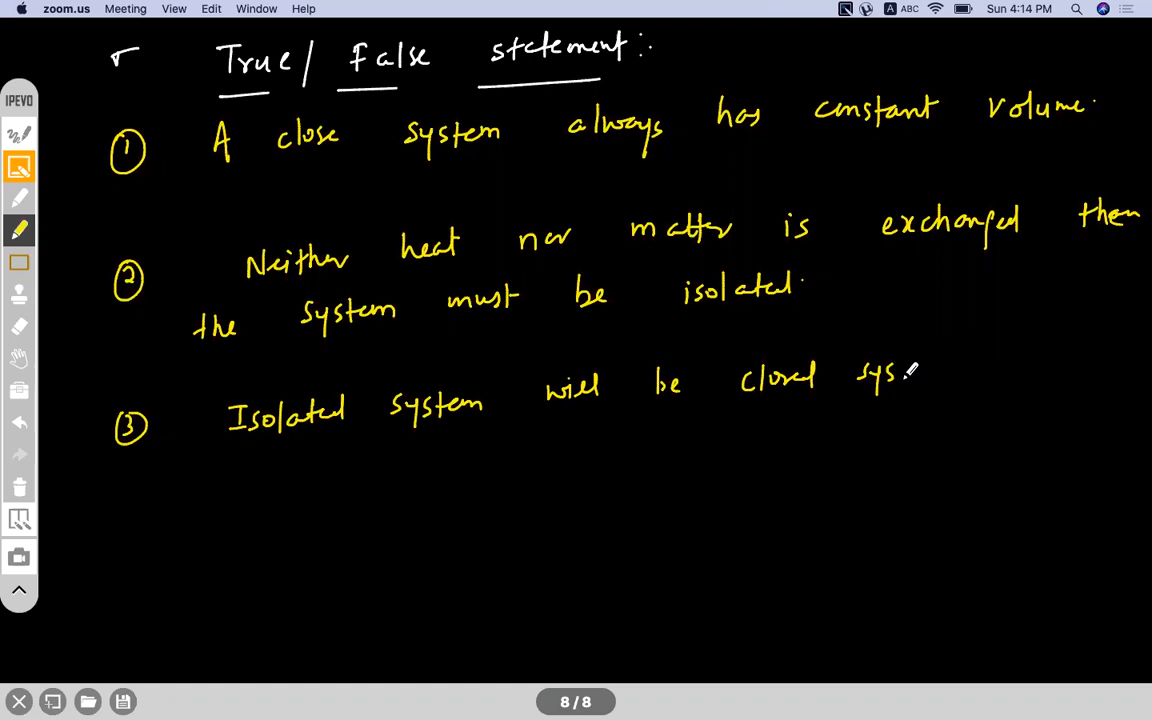 zoom.us Meeting View Edit Window Help ABC Sun 4:14 PM
IPEVO
True/ False statement:
① A close system always has constant volume.
② Neither heat nor matter is exchanged then
the system must be isolated.
③ Isolated system will be closed sys
8 / 8